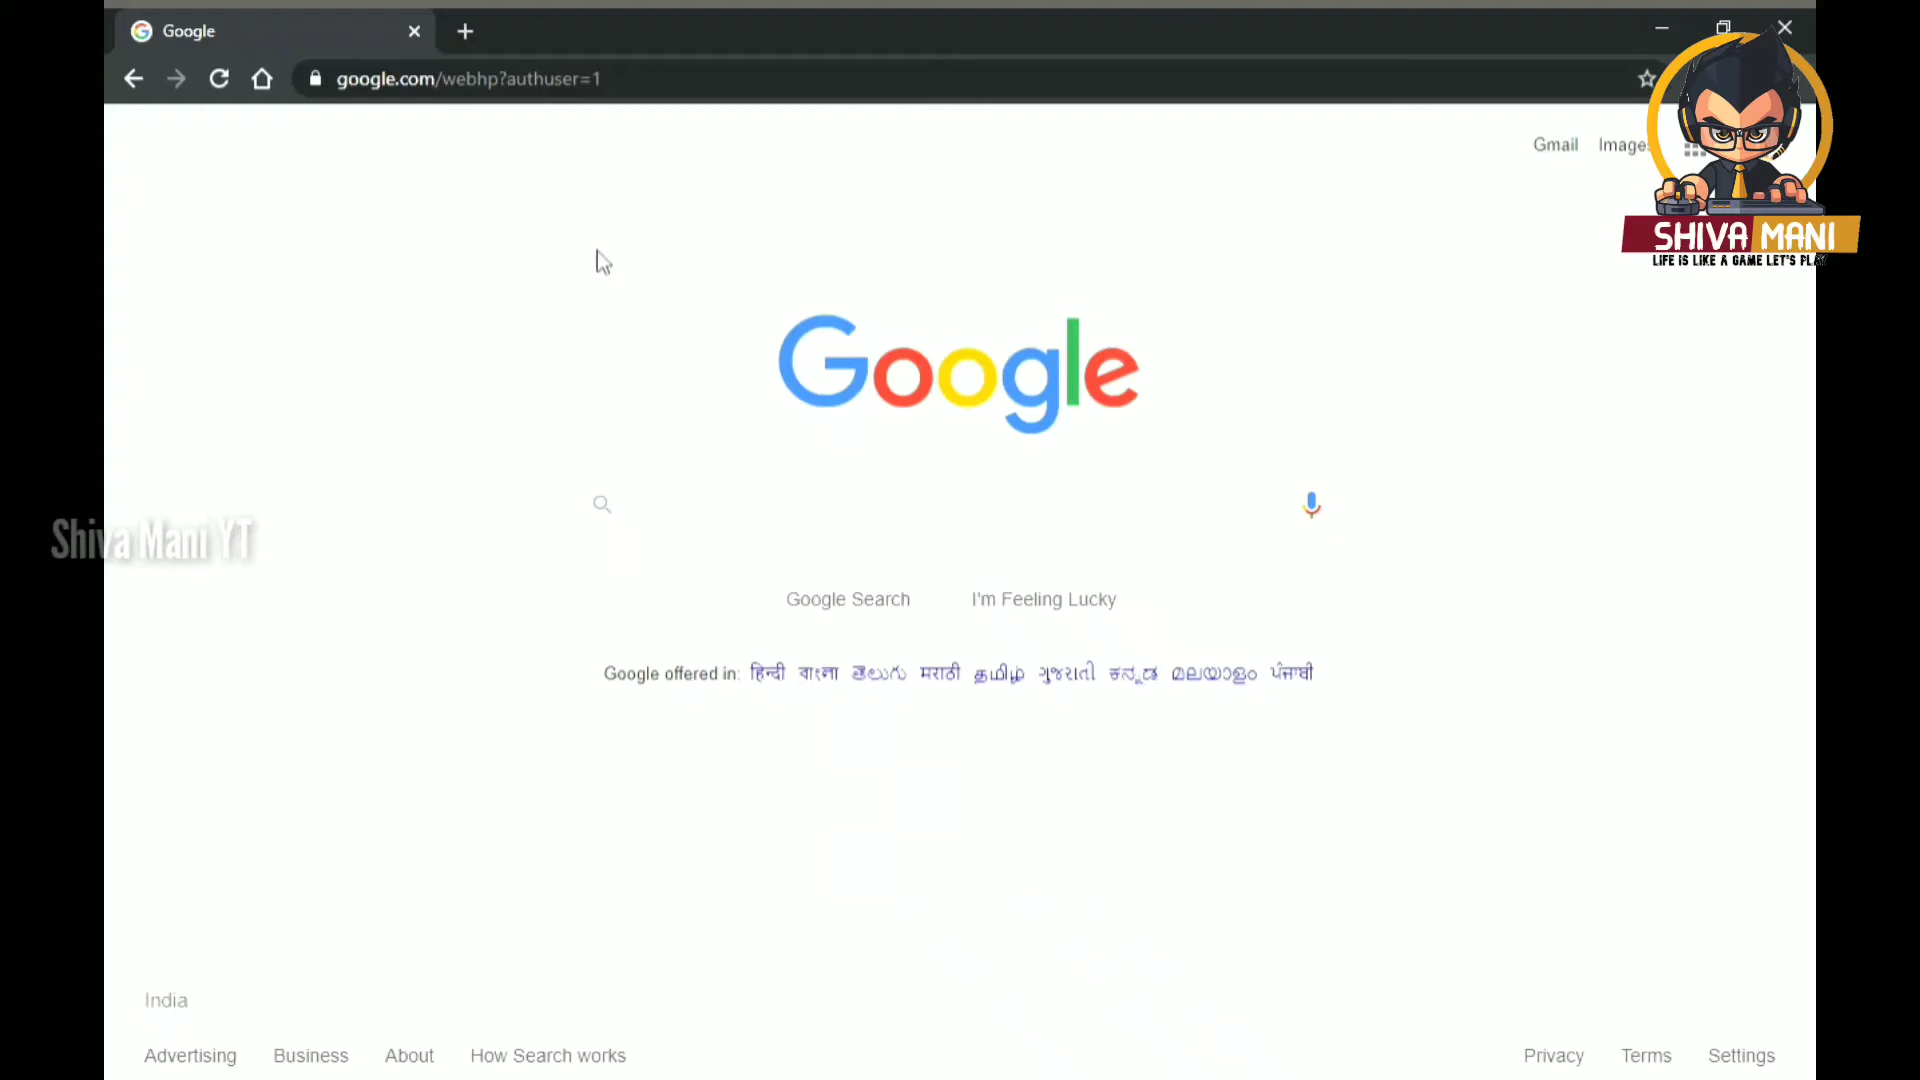 Google
google.com/webhp?authuser=1
Gmail Images
SHIVA MANI
LIFE IS LIKE A GAME LET'S PLAY
Google
Shiva Mani YT
Google Search I'm Feeling Lucky
Google offered in: हिन्दी বাংলা తెలుగు मराठी தமிழ் ગુજરાતી ಕನ್ನಡ മലയാളം ਪੰਜਾਬੀ
India
Advertising Business About How Search works Privacy Terms Settings